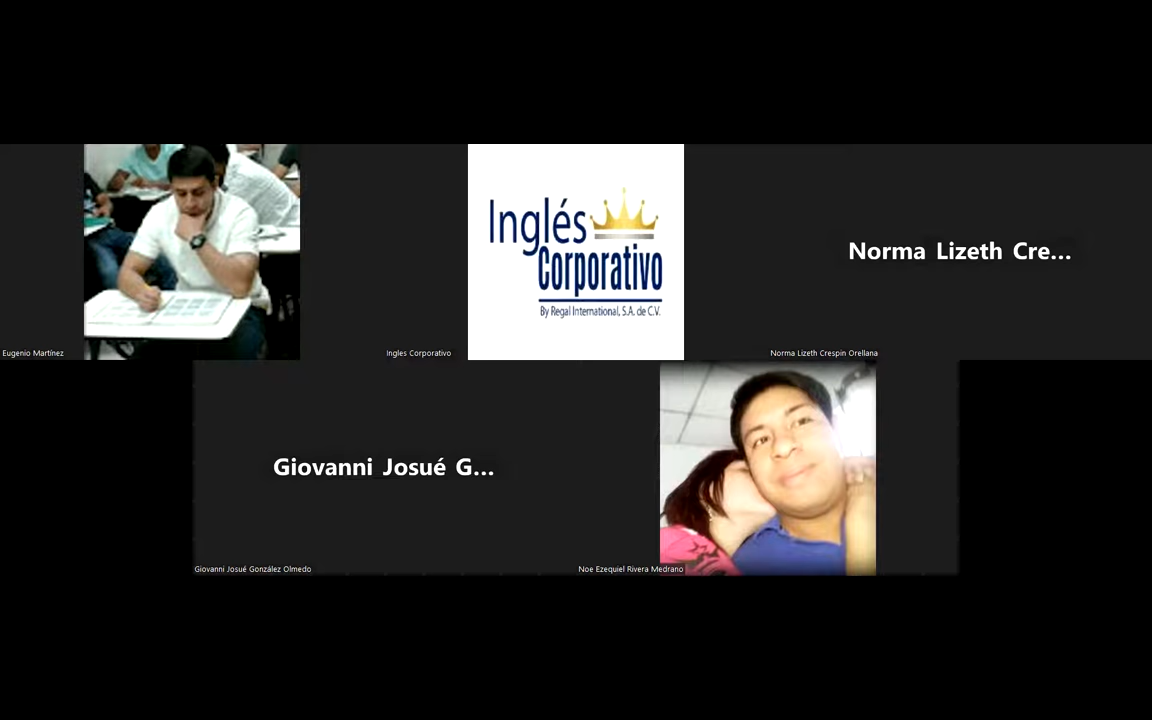 Inglés
Corporativo
By Regal International, S.A. de C.V.
Norma Lizeth Cre...
Eugenio Martínez
Ingles Corporativo
Norma Lizeth Crespin Orellana
Giovanni Josué G...
Giovanni Josué González Olmedo
Noe Ezequiel Rivera Medrano